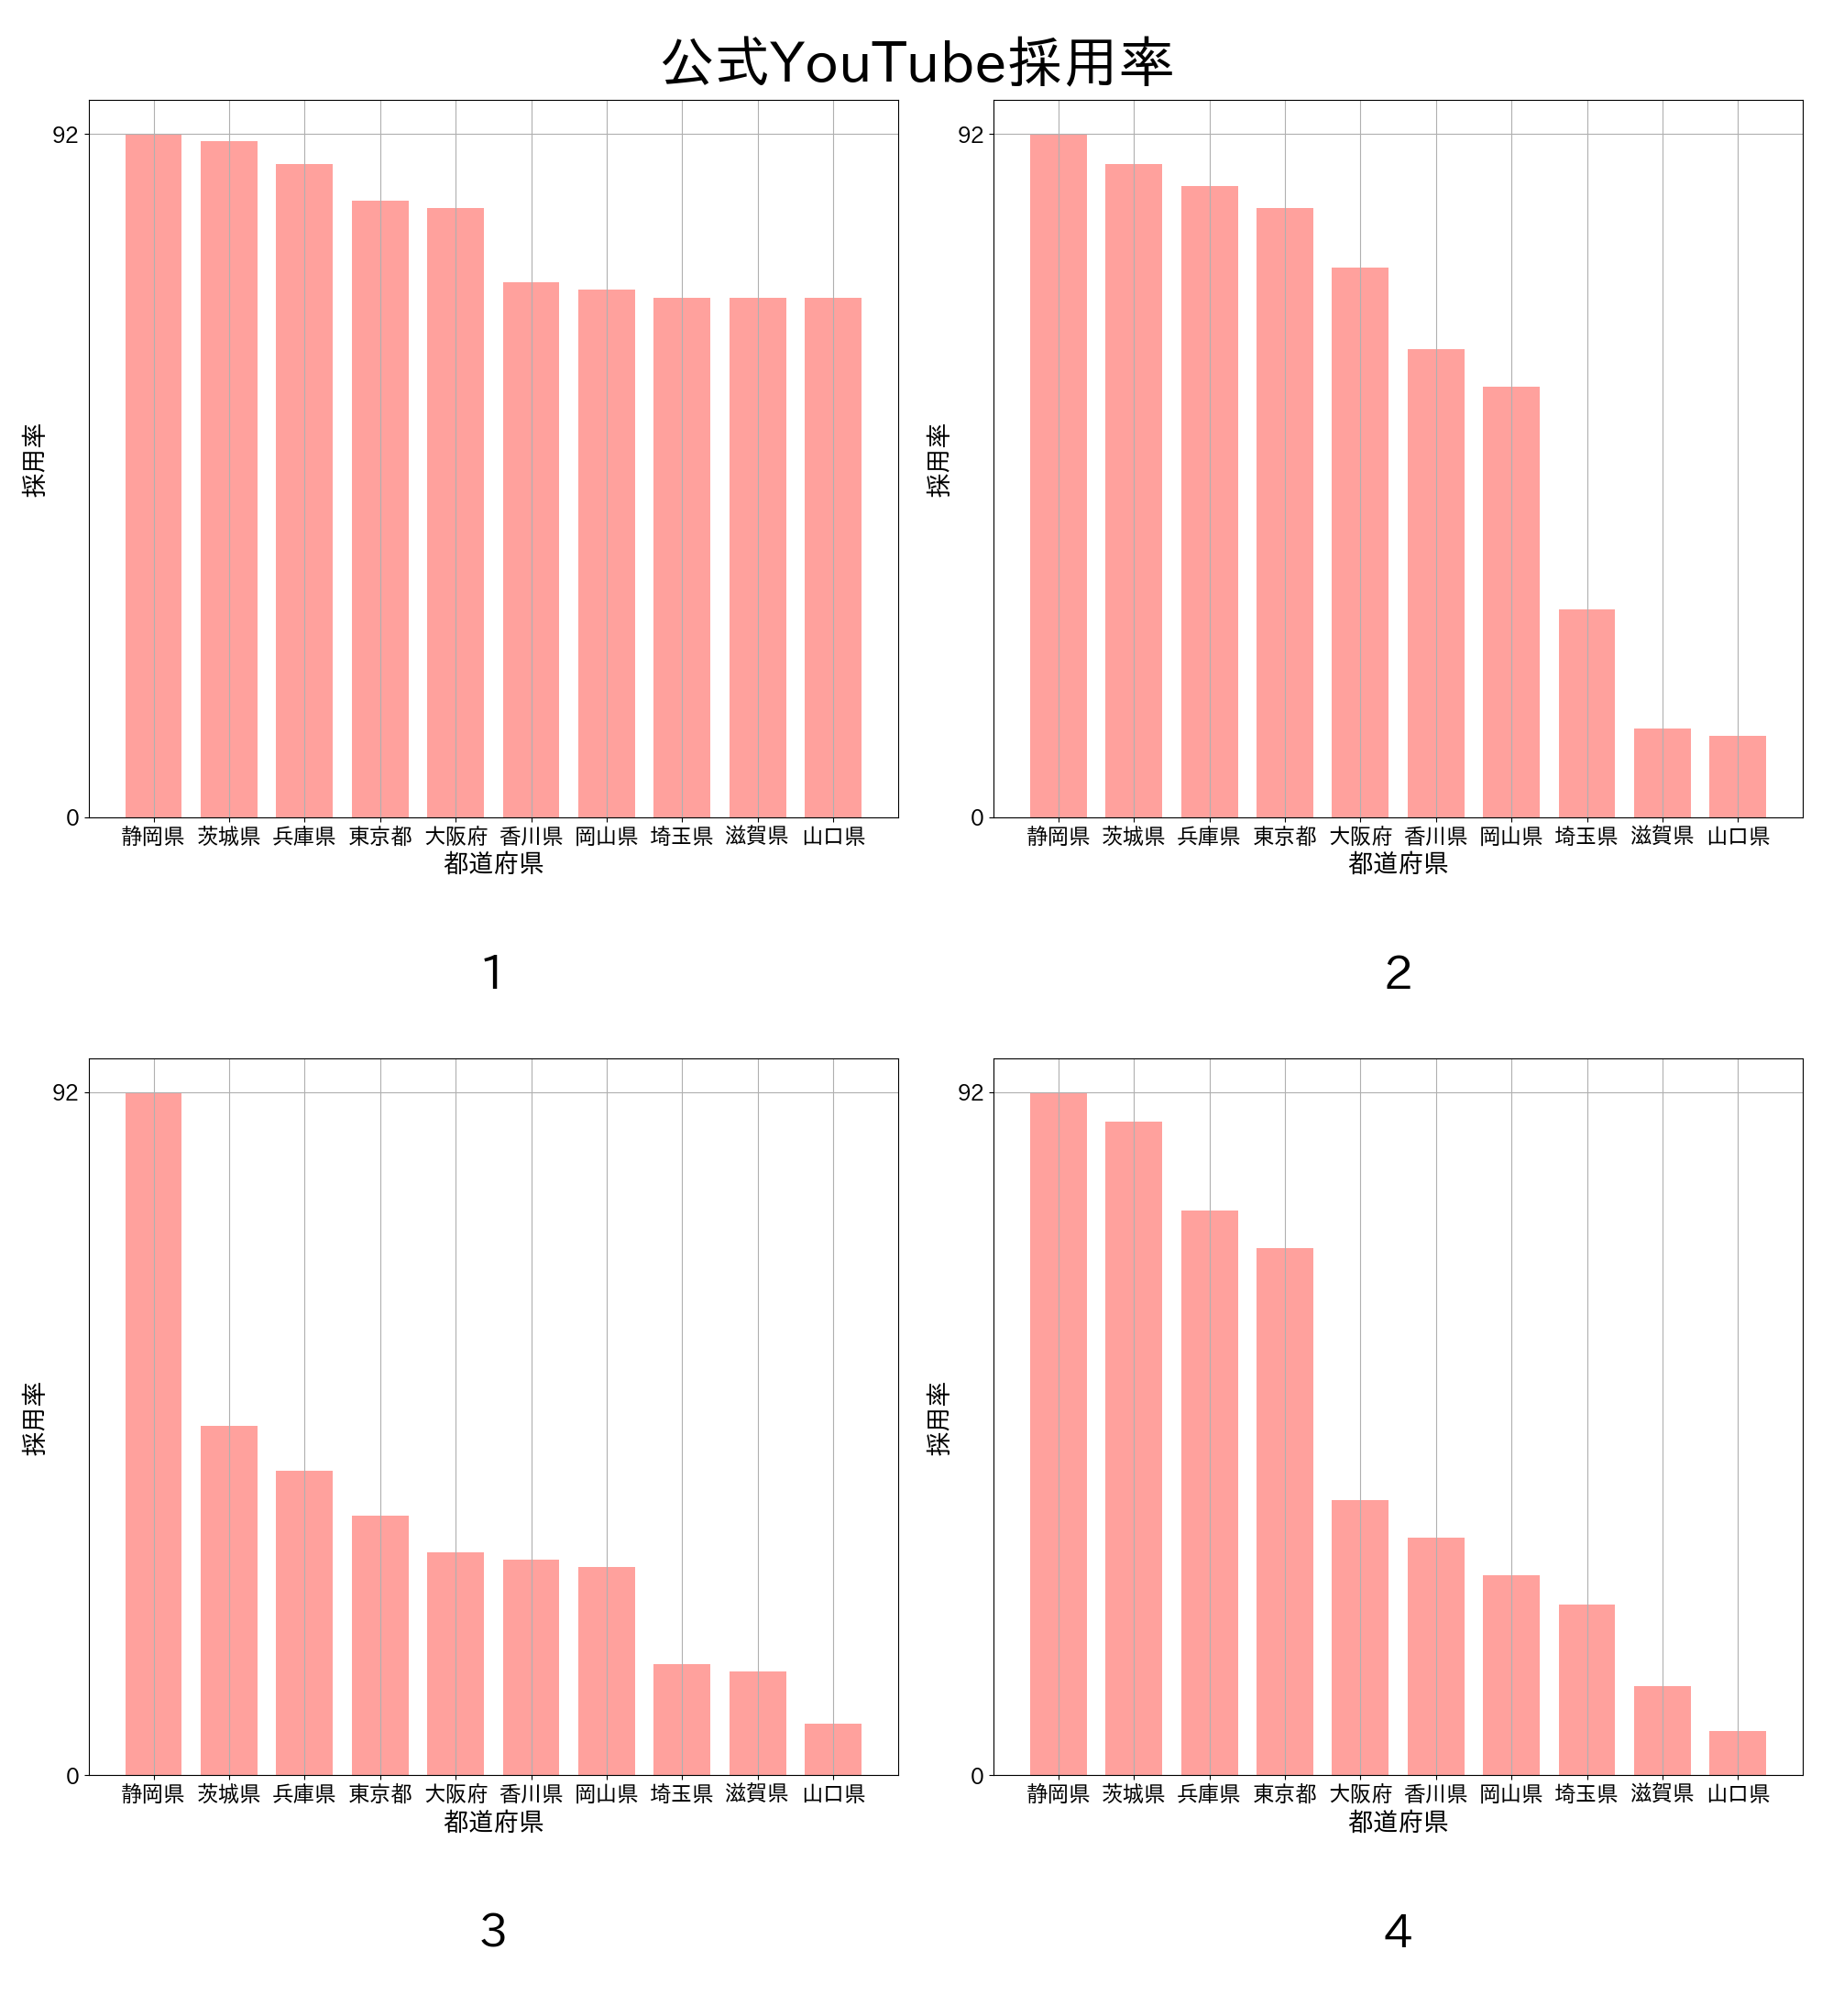 公式YouTube採用率
92
採用率
0
静岡県 茨城県 兵庫県 東京都 大阪府 香川県 岡山県 埼玉県 滋賀県 山口県
都道府県
1
92
採用率
0
静岡県 茨城県 兵庫県 東京都 大阪府 香川県 岡山県 埼玉県 滋賀県 山口県
都道府県
2
92
採用率
0
静岡県 茨城県 兵庫県 東京都 大阪府 香川県 岡山県 埼玉県 滋賀県 山口県
都道府県
3
92
採用率
0
静岡県 茨城県 兵庫県 東京都 大阪府 香川県 岡山県 埼玉県 滋賀県 山口県
都道府県
4